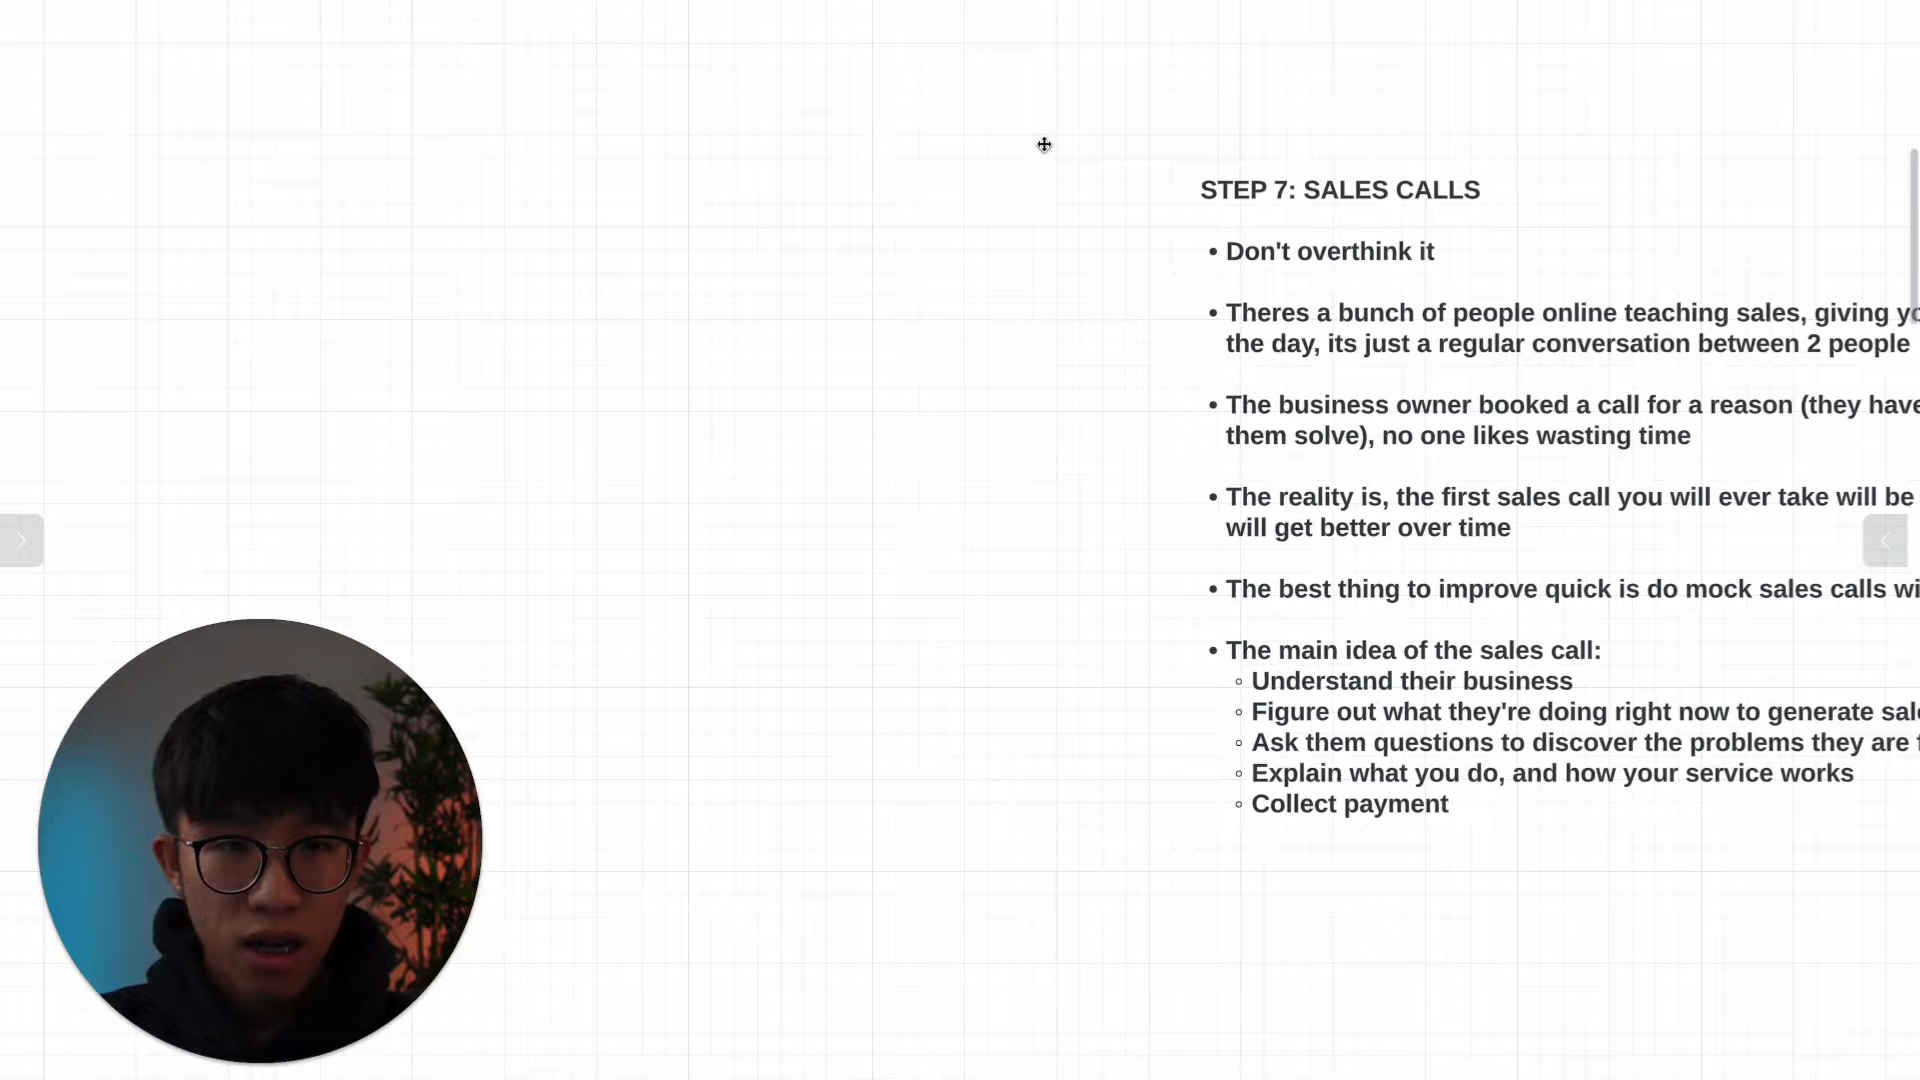 STEP 7: SALES CALLS
• Don't overthink it
• Theres a bunch of people online teaching sales, giving
the day, its just a regular conversation between 2 people
• The business owner booked a call for a reason (they have
them solve), no one likes wasting time
• The reality is, the first sales call you will ever take will be
will get better over time
• The best thing to improve quick is do mock sales calls
• The main idea of the sales call:
◦ Understand their business
◦ Figure out what they're doing right now to generate
◦ Ask them questions to discover the problems they are
◦ Explain what you do, and how your service works
◦ Collect payment